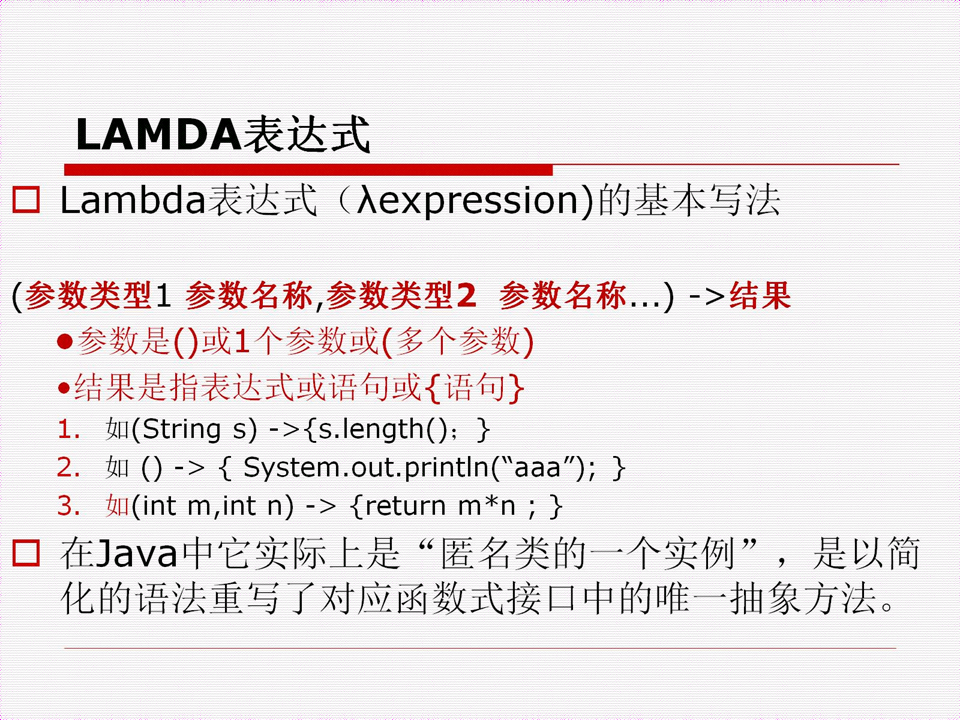 LAMDA表达式
Lambda表达式（λexpression)的基本写法
(参数类型1 参数名称,参数类型2  参数名称...) ->结果
•参数是()或1个参数或(多个参数)
•结果是指表达式或语句或{语句}
1. 如(String s) ->{s.length()；}
2. 如 () -> { System.out.println(“aaa”); }
3. 如(int m,int n) -> {return m*n ; }
在Java中它实际上是“匿名类的一个实例”，是以简
化的语法重写了对应函数式接口中的唯一抽象方法。